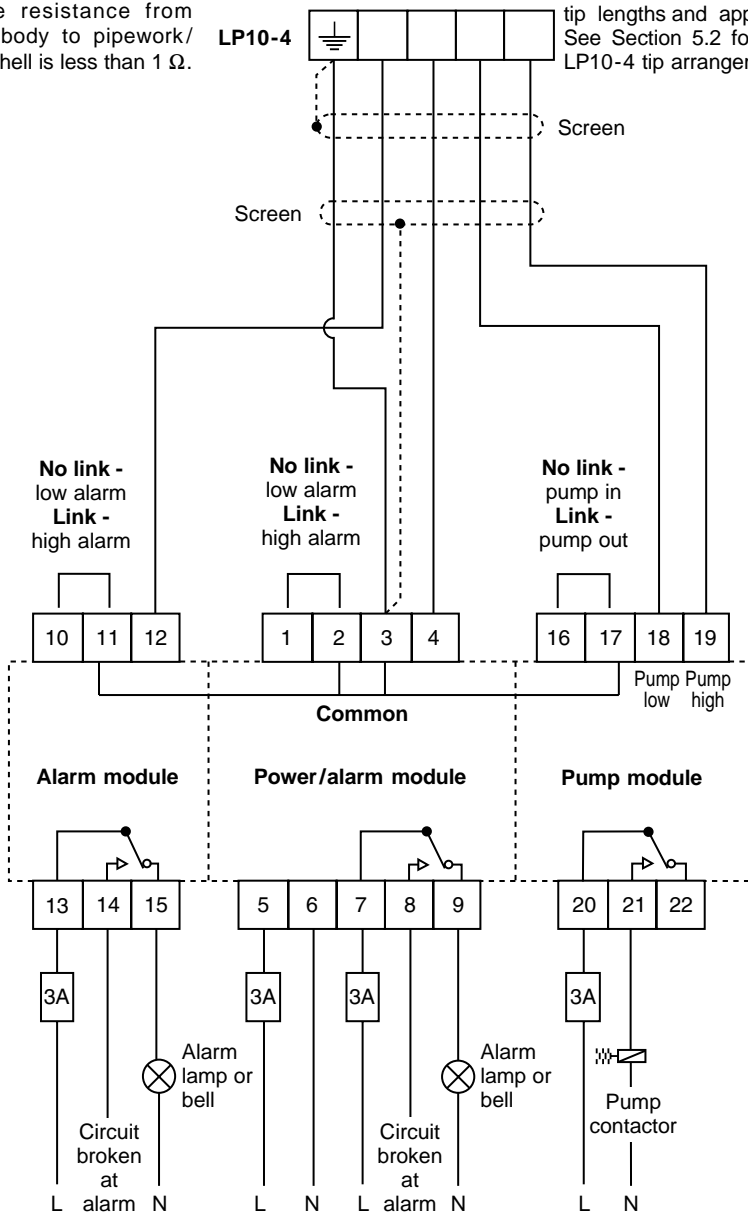 e resistance from
body to pipework/
hell is less than 1 Ω.
LP10-4
tip lengths and app
See Section 5.2 fo
LP10-4 tip arranger
Screen
Screen
No link -
low alarm
Link -
high alarm
No link -
low alarm
Link -
high alarm
No link -
pump in
Link -
pump out
10 11 12
1 2 3 4
16 17 18 19
Pump low
Pump high
Common
Alarm module
Power/alarm module
Pump module
13 14 15
5 6 7 8 9
20 21 22
3A
3A
3A
3A
Alarm
lamp or
bell
Alarm
lamp or
bell
Pump
contactor
Circuit
broken
at
alarm
Circuit
broken
at
alarm
L N
L N L N
L N